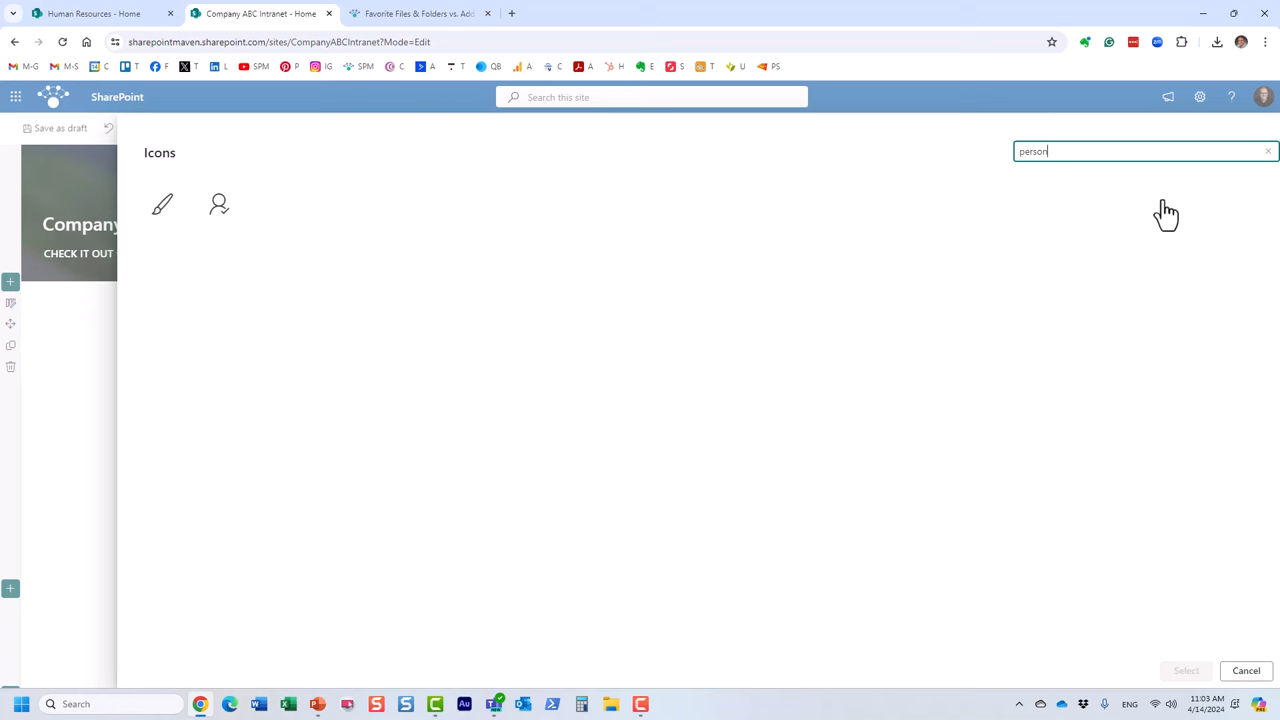 Human Resources - Home
Company ABC Intranet - Home
Favorite Files & Folders vs. Add
sharepointmaven.sharepoint.com/sites/CompanyABCIntranet?Mode=Edit
M-G M-S C T F T L SPM P IG SPM C A T QB A C A H E S T U PS
SharePoint
Search this site
Save as draft
Icons
person
Company
CHECK IT OUT
Select
Cancel
Search
ENG
11:03 AM
4/14/2024